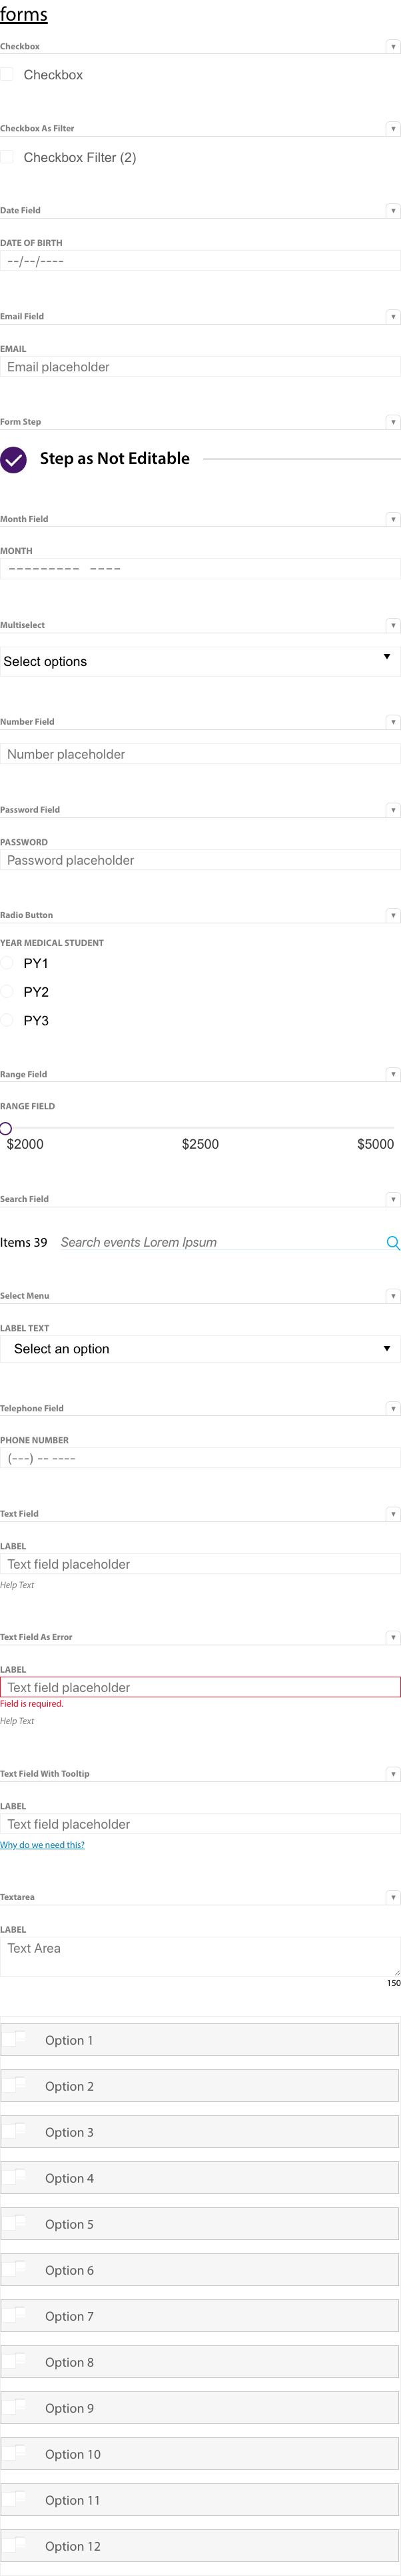 forms
Checkbox
Checkbox
Checkbox As Filter
Checkbox Filter (2)
Date Field
DATE OF BIRTH
--/--/----
Email Field
EMAIL
Email placeholder
Form Step
Step as Not Editable
Month Field
MONTH
--------- ----
Multiselect
Select options
Number Field
Number placeholder
Password Field
PASSWORD
Password placeholder
Radio Button
YEAR MEDICAL STUDENT
PY1
PY2
PY3
Range Field
RANGE FIELD
$2000 $2500 $5000
Search Field
Items 39 Search events Lorem Ipsum
Select Menu
LABEL TEXT
Select an option
Telephone Field
PHONE NUMBER
(---) -- ----
Text Field
LABEL
Text field placeholder
Help Text
Text Field As Error
LABEL
Text field placeholder
Field is required.
Help Text
Text Field With Tooltip
LABEL
Text field placeholder
Why do we need this?
Textarea
LABEL
Text Area
150
Option 1
Option 2
Option 3
Option 4
Option 5
Option 6
Option 7
Option 8
Option 9
Option 10
Option 11
Option 12